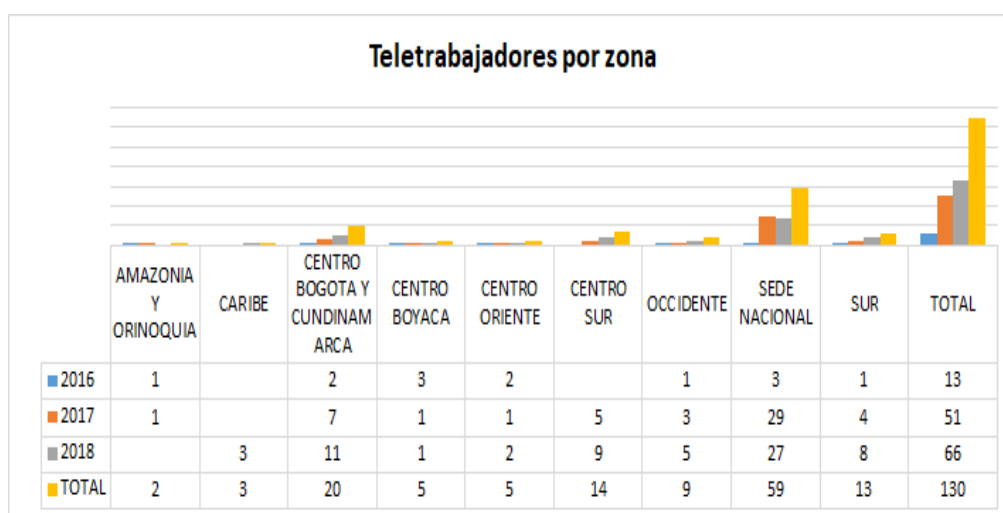 Teletrabajadores por zona
AMAZONIA
Y
ORINOQUIA
CARIBE
CENTRO
BOGOTA Y
CUNDINAM
ARCA
CENTRO
BOYACA
CENTRO
ORIENTE
CENTRO
SUR
OCCIDENTE
SEDE
NACIONAL
SUR
TOTAL
2016 1 2 3 2 1 3 1 13
2017 1 7 1 1 5 3 29 4 51
2018 3 11 1 2 9 5 27 8 66
TOTAL 2 3 20 5 5 14 9 59 13 130